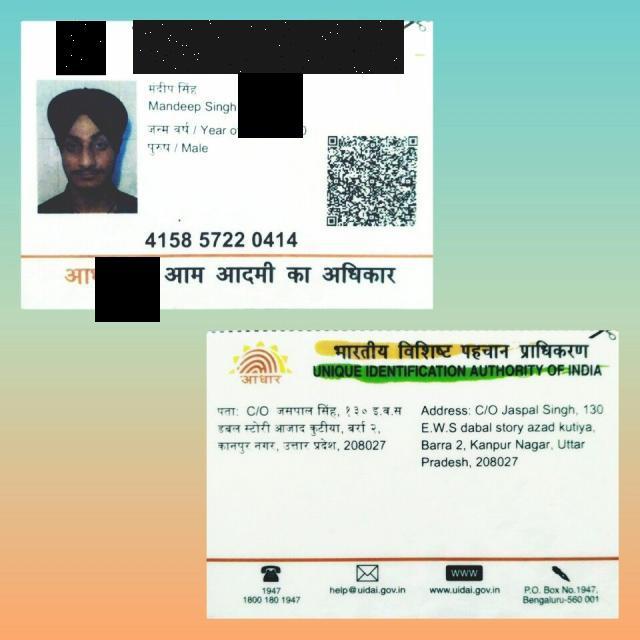 मंदीप सिंह
Mandeep Singh
जन्म वर्ष / Year o
पुरुष / Male
4158 5722 0414
आम आदमी का अधिकार
भारतीय विशिष्ट पहचान प्राधिकरण
UNIQUE IDENTIFICATION AUTHORITY OF INDIA
आधार
पता: C/O जसपाल सिंह, १३० इ.व.स
डबल स्टोरी आजाद कुटीया, बर्रा २,
कानपुर नगर, उत्तार प्रदेश, 208027
Address: C/O Jaspal Singh, 130
E.W.S dabal story azad kutiya,
Barra 2, Kanpur Nagar, Uttar
Pradesh, 208027
1947
1800 180 1947
help@uidai.gov.in
WWW
www.uidai.gov.in
P.O. Box No.1947,
Bengaluru-560 001